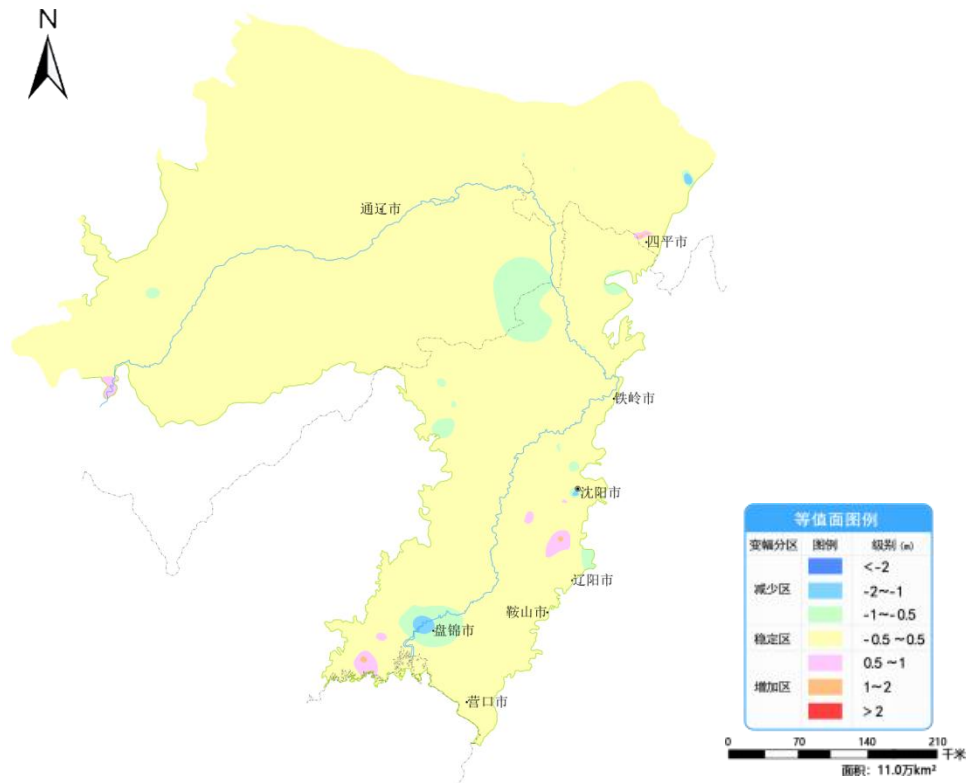 N
通辽市
四平市
铁岭市
沈阳市
辽阳市
鞍山市
盘锦市
营口市
等值面图例
变幅分区 图例 级别 (m)
减少区
<-2
-2~-1
-1~-0.5
稳定区
-0.5~0.5
增加区
0.5~1
1~2
>2
0 70 140 210 千米
面积：11.0万km²